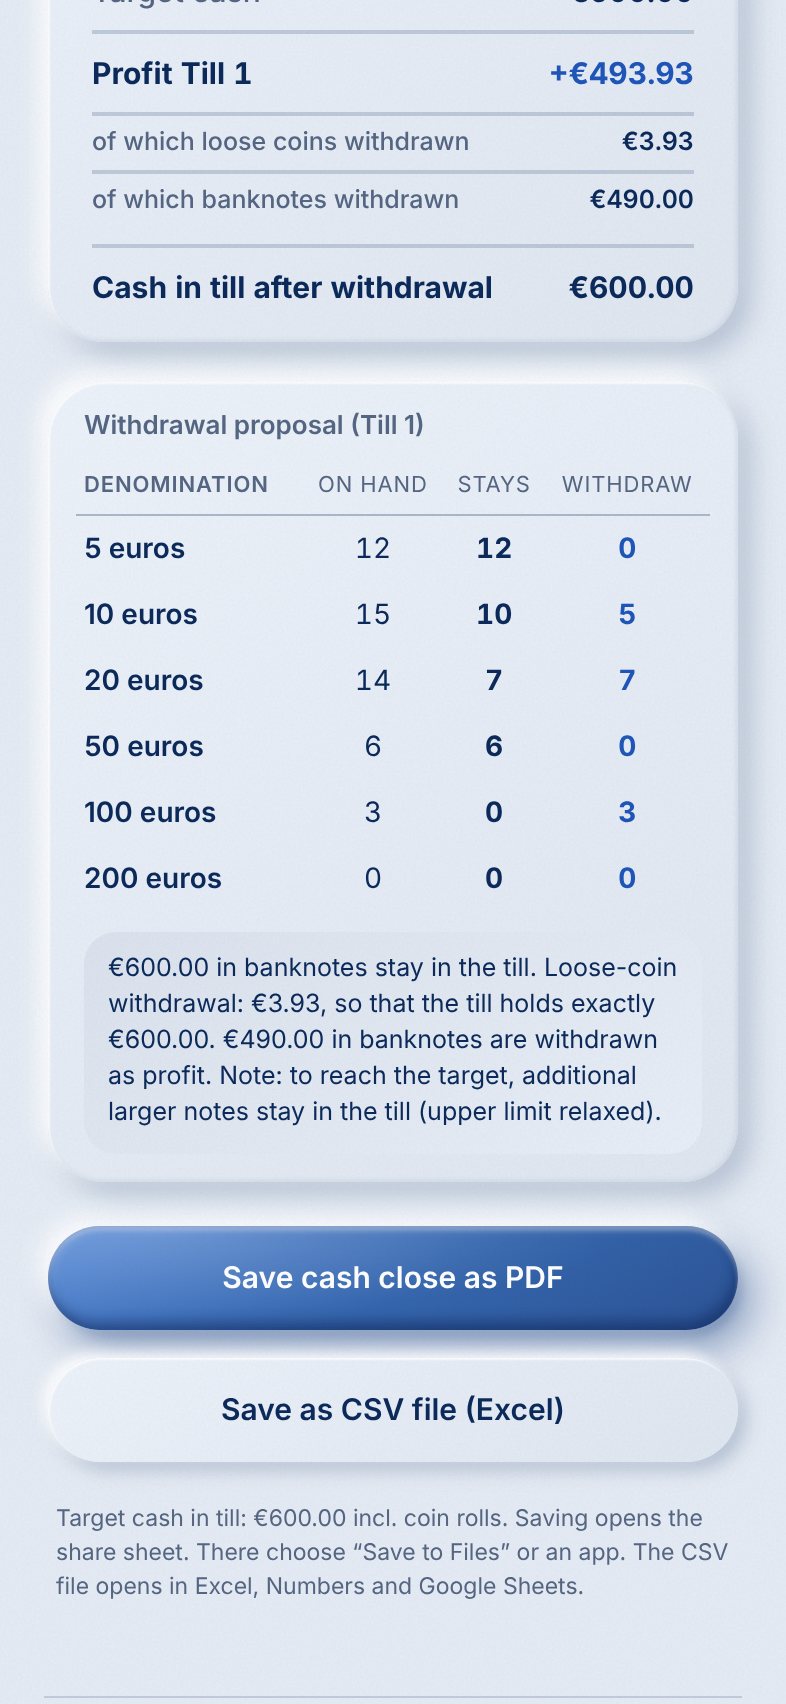 Profit Till 1 +€493.93
of which loose coins withdrawn €3.93
of which banknotes withdrawn €490.00
Cash in till after withdrawal €600.00
Withdrawal proposal (Till 1)
DENOMINATION ON HAND STAYS WITHDRAW
5 euros 12 12 0
10 euros 15 10 5
20 euros 14 7 7
50 euros 6 6 0
100 euros 3 0 3
200 euros 0 0 0
€600.00 in banknotes stay in the till. Loose-coin
withdrawal: €3.93, so that the till holds exactly
€600.00. €490.00 in banknotes are withdrawn
as profit. Note: to reach the target, additional
larger notes stay in the till (upper limit relaxed).
Save cash close as PDF
Save as CSV file (Excel)
Target cash in till: €600.00 incl. coin rolls. Saving opens the
share sheet. There choose “Save to Files” or an app. The CSV
file opens in Excel, Numbers and Google Sheets.